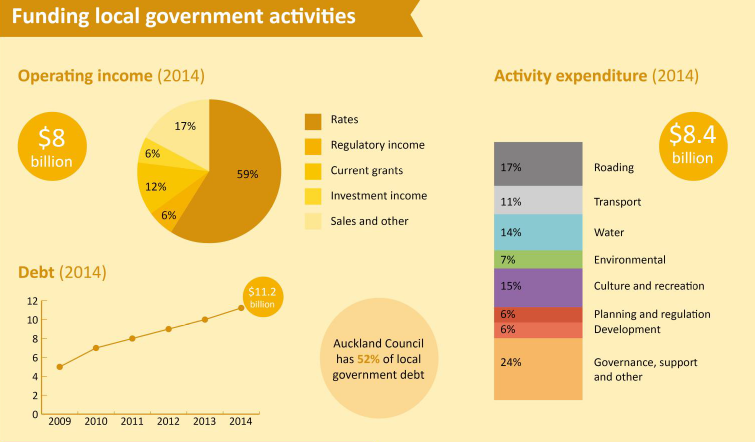 Funding local government activities
Operating income (2014)
$8
billion
17%
6%
12%
6%
59%
Rates
Regulatory income
Current grants
Investment income
Sales and other
Debt (2014)
$11.2
billion
12
10
8
6
4
2
0
2009 2010 2011 2012 2013 2014
Auckland Council
has 52% of local
government debt
Activity expenditure (2014)
$8.4
billion
17% Roading
11% Transport
14% Water
7% Environmental
15% Culture and recreation
6% Planning and regulation
6% Development
24% Governance, support
and other